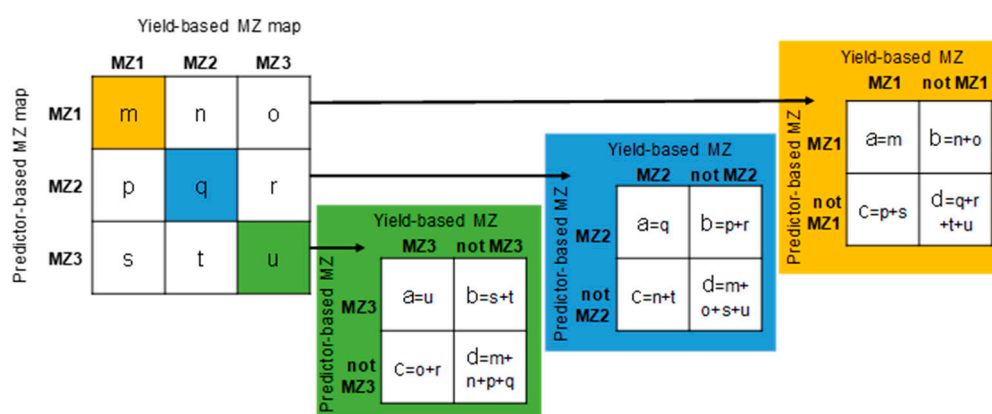 Yield-based MZ map
MZ1 MZ2 MZ3
Predictor-based MZ map
MZ1 m n o
MZ2 p q r
MZ3 s t u
Yield-based MZ
MZ1 not MZ1
Predictor-based MZ
MZ1 a=m b=n+o
not MZ1 C=p+s d=q+r +t+u
Yield-based MZ
MZ2 not MZ2
Predictor-based MZ
MZ2 a=q b=p+r
not MZ2 C=n+t d=m+ o+s+u
Yield-based MZ
MZ3 not MZ3
Predictor-based MZ
MZ3 a=u b=s+t
not MZ3 C=o+r d=m+ n+p+q